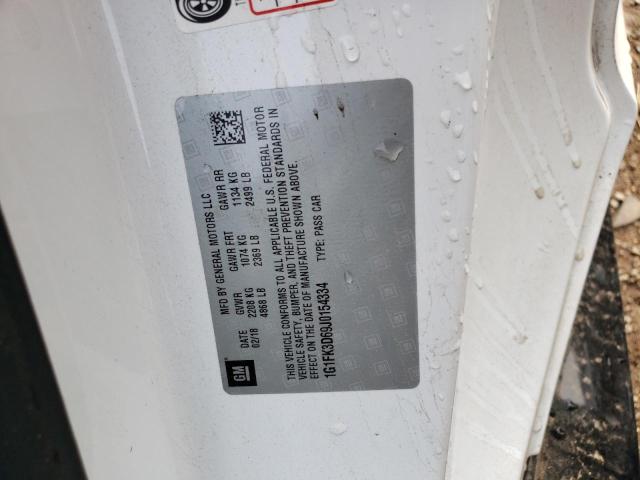 MFD BY GENERAL MOTORS LLC
DATE GVWR GAWR FRT GAWR RR
02/18 2208 KG 1074 KG 1134 KG
4868 LB 2369 LB 2499 LB
GM
THIS VEHICLE CONFORMS TO ALL APPLICABLE U.S. FEDERAL MOTOR
VEHICLE SAFETY, BUMPER, AND THEFT PREVENTION STANDARDS IN
EFFECT ON THE DATE OF MANUFACTURE SHOWN ABOVE.
1G1FK3D69J0154334 TYPE: PASS CAR